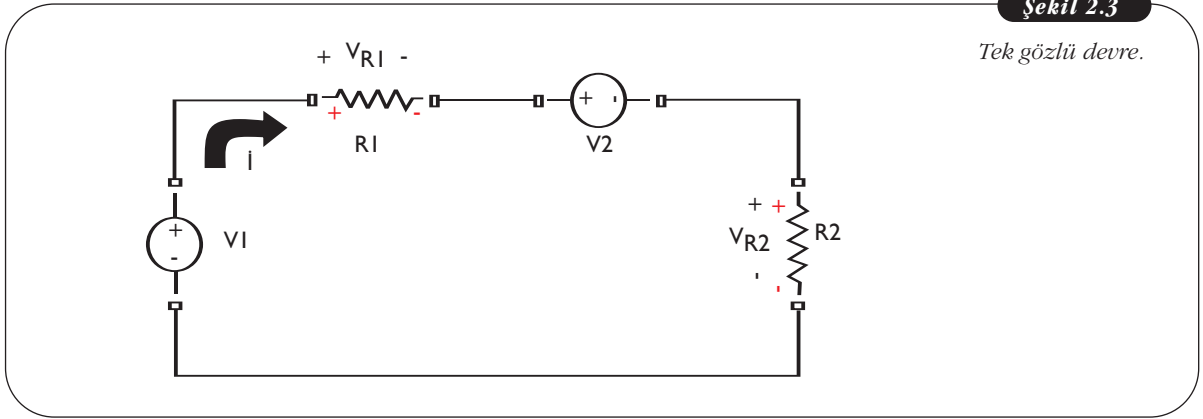 Şekil 2.3
Tek gözlü devre.
+ VR1 -
+ -
R1
İ
+ -
V2
+
-
V1
+ +
VR2
R2
- -